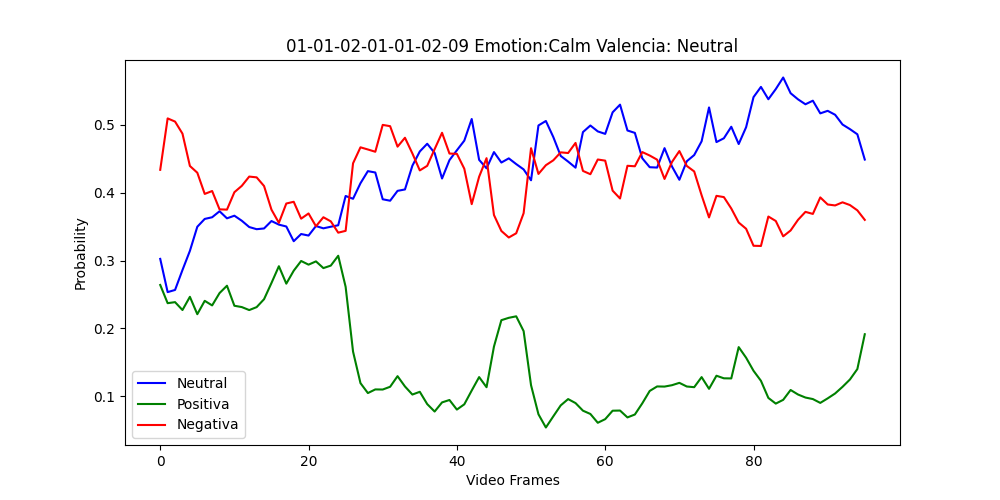 01-01-02-01-01-02-09 Emotion:Calm Valencia: Neutral
Probability
0.5
0.4
0.3
0.2
0.1
Neutral
Positiva
Negativa
0 20 40 60 80
Video Frames